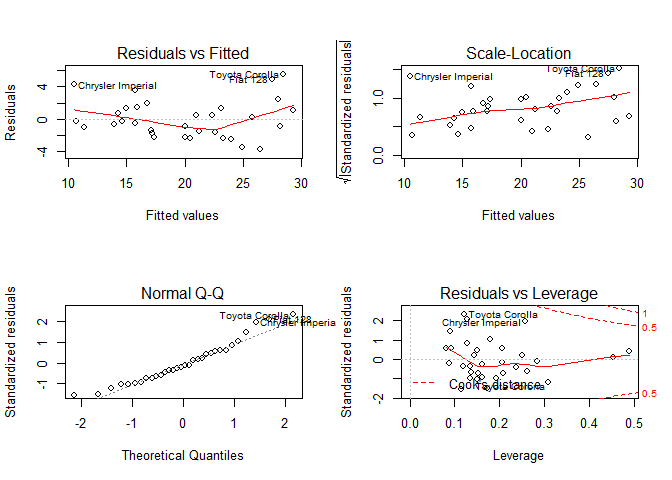 Residuals vs Fitted
Residuals
4
0
-4
Toyota Corolla
Fiat 128
Chrysler Imperial
10 15 20 25 30
Fitted values
Scale-Location
√|Standardized residuals|
1.0
0.0
Toyota Corolla
Fiat 128
Chrysler Imperial
10 15 20 25 30
Fitted values
Normal Q-Q
Standardized residuals
2
1
-1
Toyota Corolla
Fiat 128
Chrysler Imperia
-2 -1 0 1 2
Theoretical Quantiles
Residuals vs Leverage
Standardized residuals
2
0
-2
Toyota Corolla
Chrysler Imperial
Toyota Corona
Cook's distance
1
0.5
0.5
0.0 0.1 0.2 0.3 0.4 0.5
Leverage